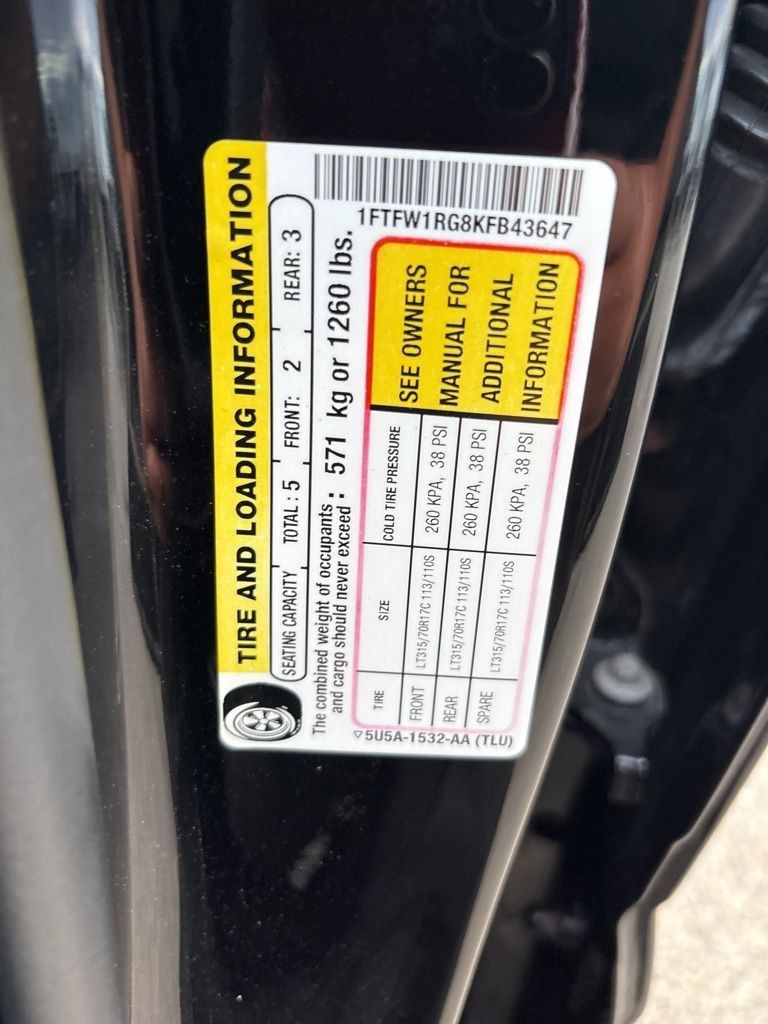 TIRE AND LOADING INFORMATION
SEATING CAPACITY TOTAL : 5 FRONT: 2 REAR: 3
The combined weight of occupants
and cargo should never exceed : 571 kg or 1260 lbs.
TIRE SIZE COLD TIRE PRESSURE
FRONT LT315/70R17C 113/110S 260 KPA, 38 PSI
REAR LT315/70R17C 113/110S 260 KPA, 38 PSI
SPARE LT315/70R17C 113/110S 260 KPA, 38 PSI
SEE OWNERS
MANUAL FOR
ADDITIONAL
INFORMATION
5U5A-1532-AA (TLU)
1FTFW1RG8KFB43647